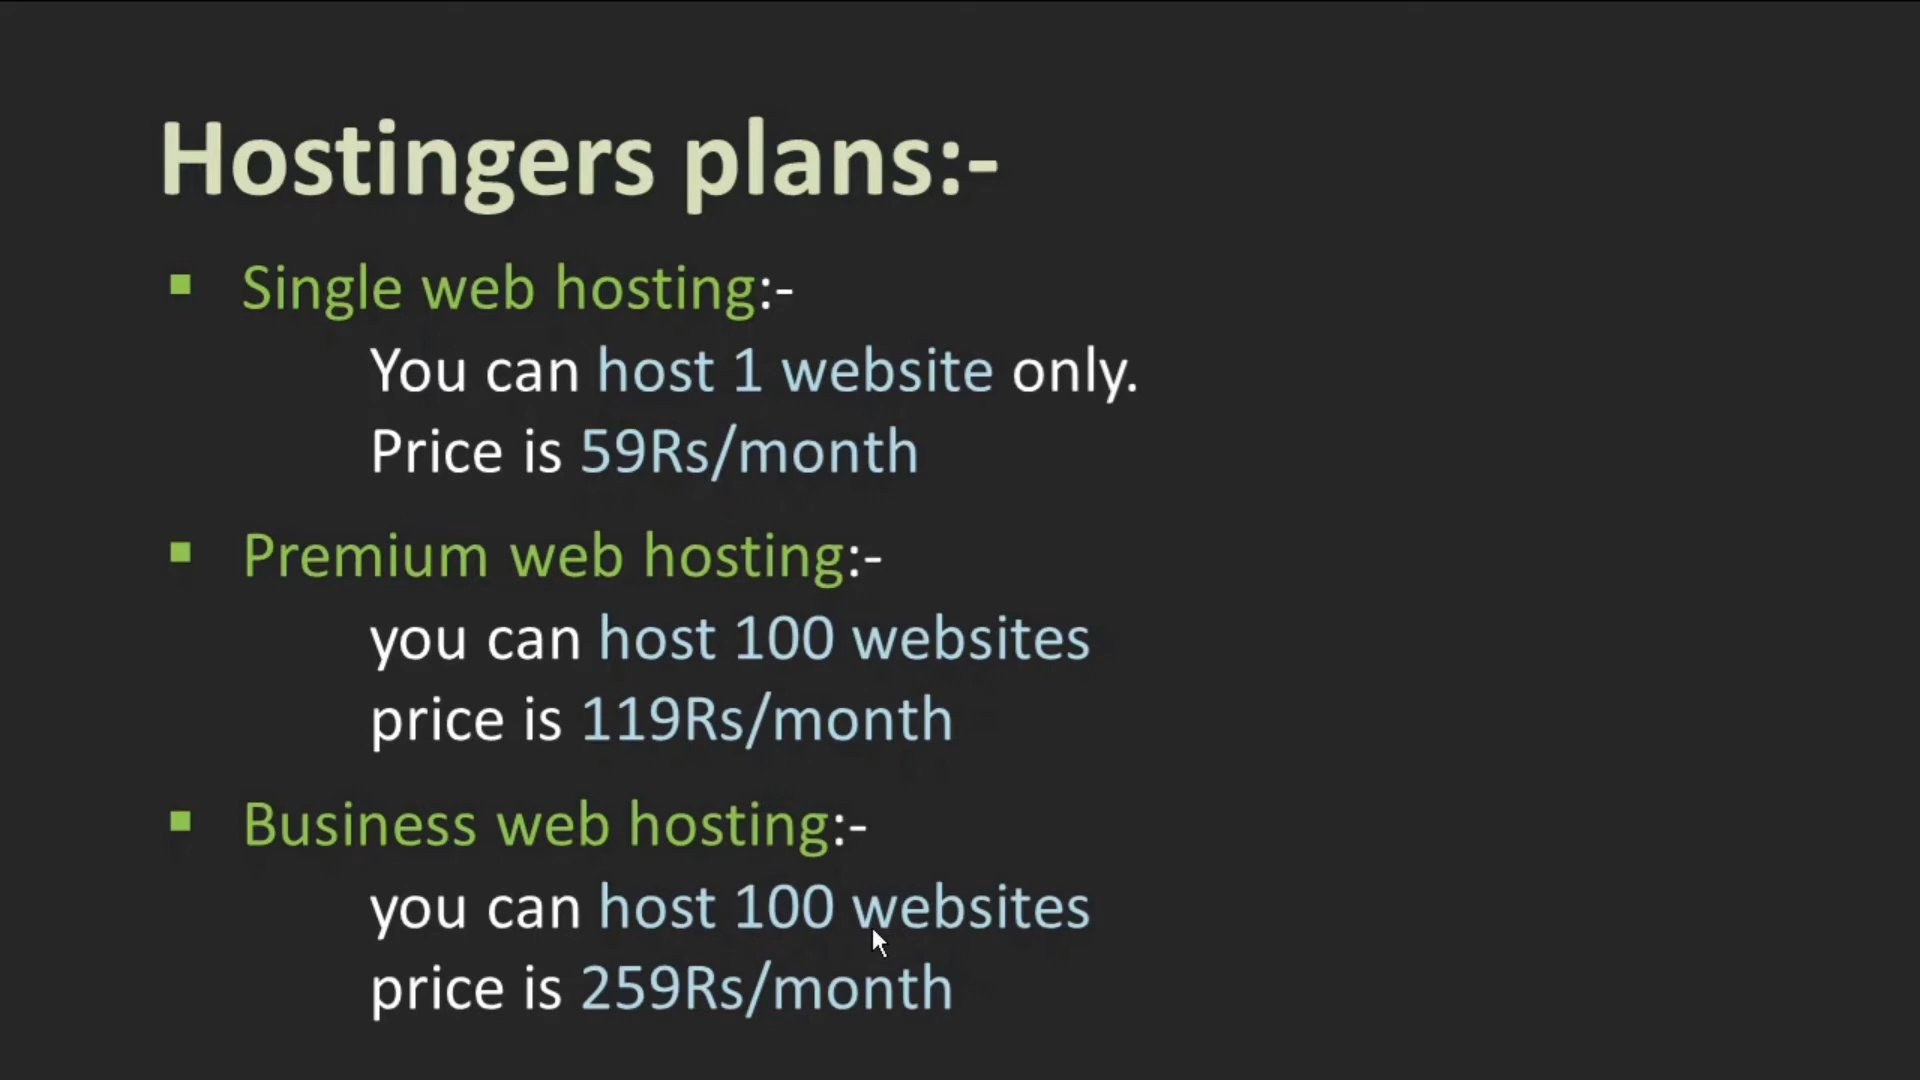 Hostingers plans:-
Single web hosting:-
You can host 1 website only.
Price is 59Rs/month
Premium web hosting:-
you can host 100 websites
price is 119Rs/month
Business web hosting:-
you can host 100 websites
price is 259Rs/month